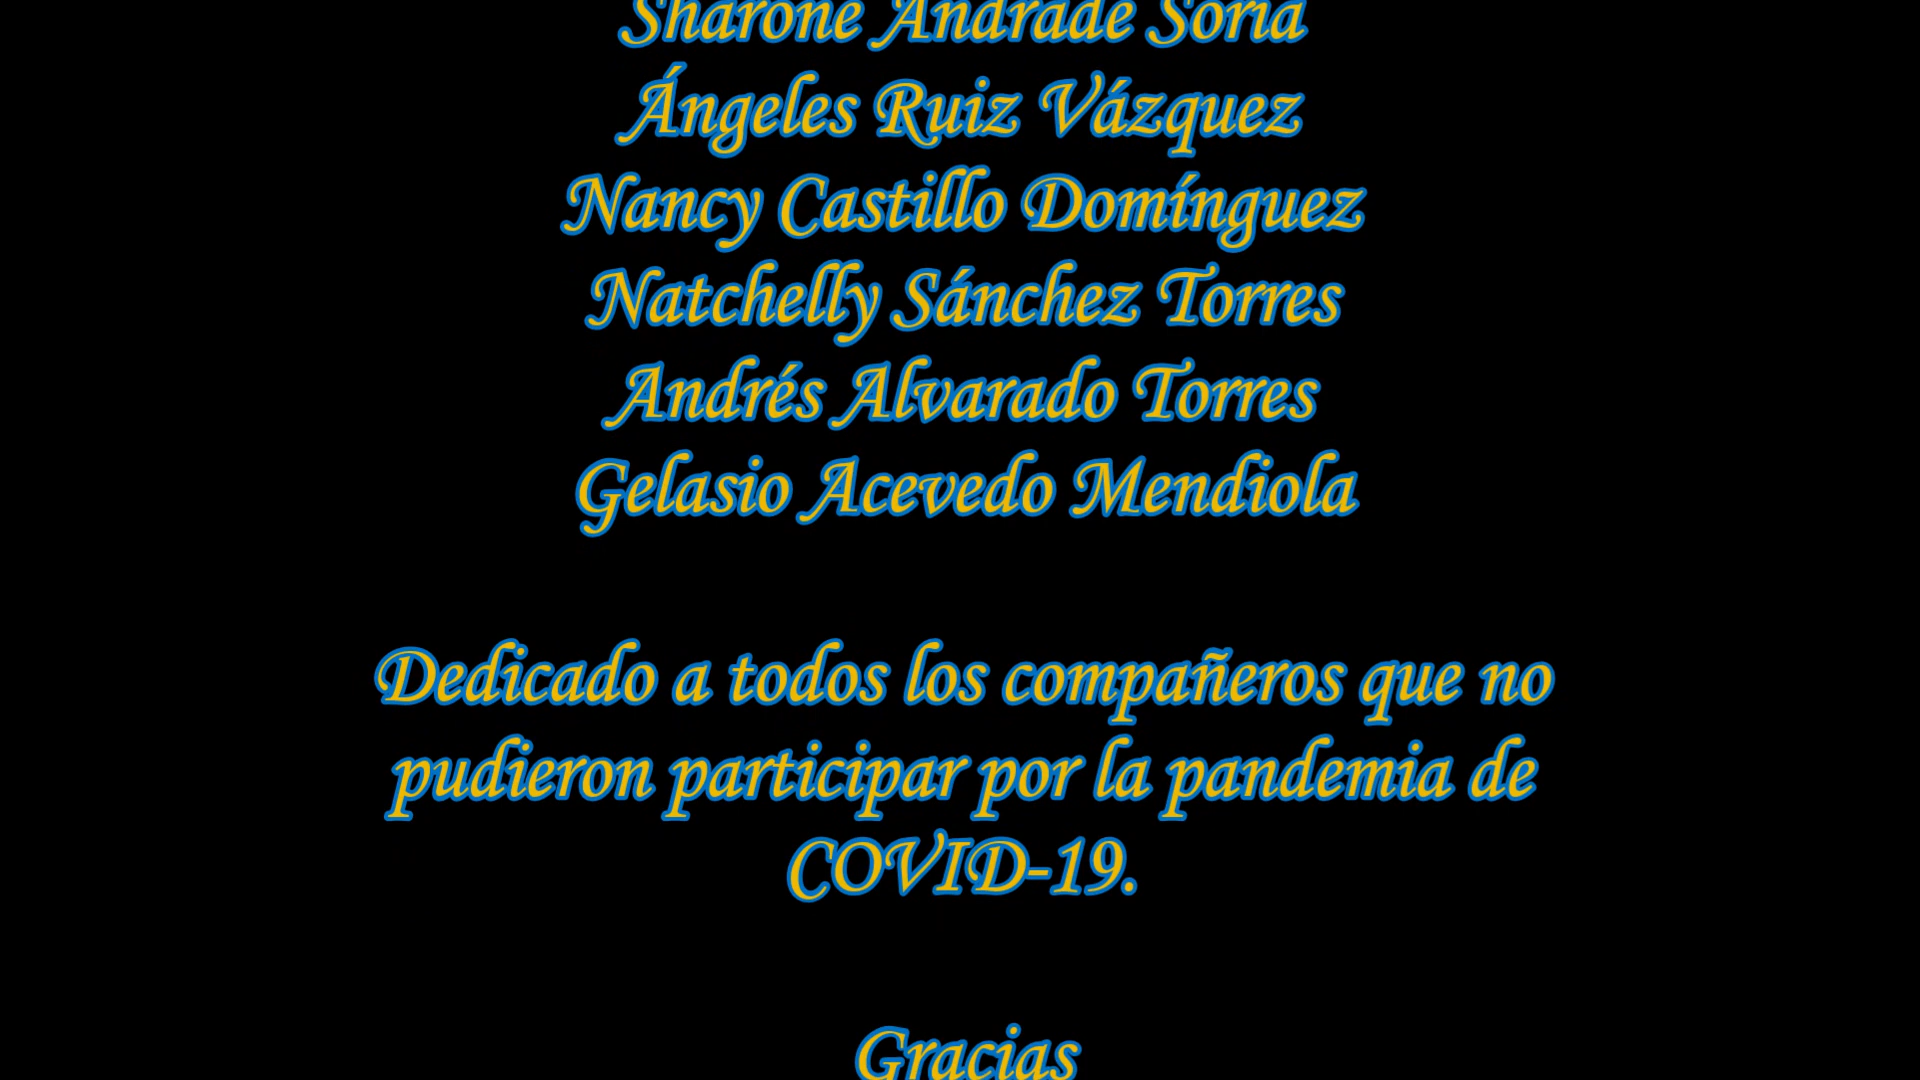 Sharone Andrade Soria
Ángeles Ruiz Vázquez
Nancy Castillo Domínguez
Natchelly Sánchez Torres
Andrés Alvarado Torres
Gelasio Acevedo Mendiola
Dedicado a todos los compañeros que no
pudieron participar por la pandemia de
COVID-19.
Gracias